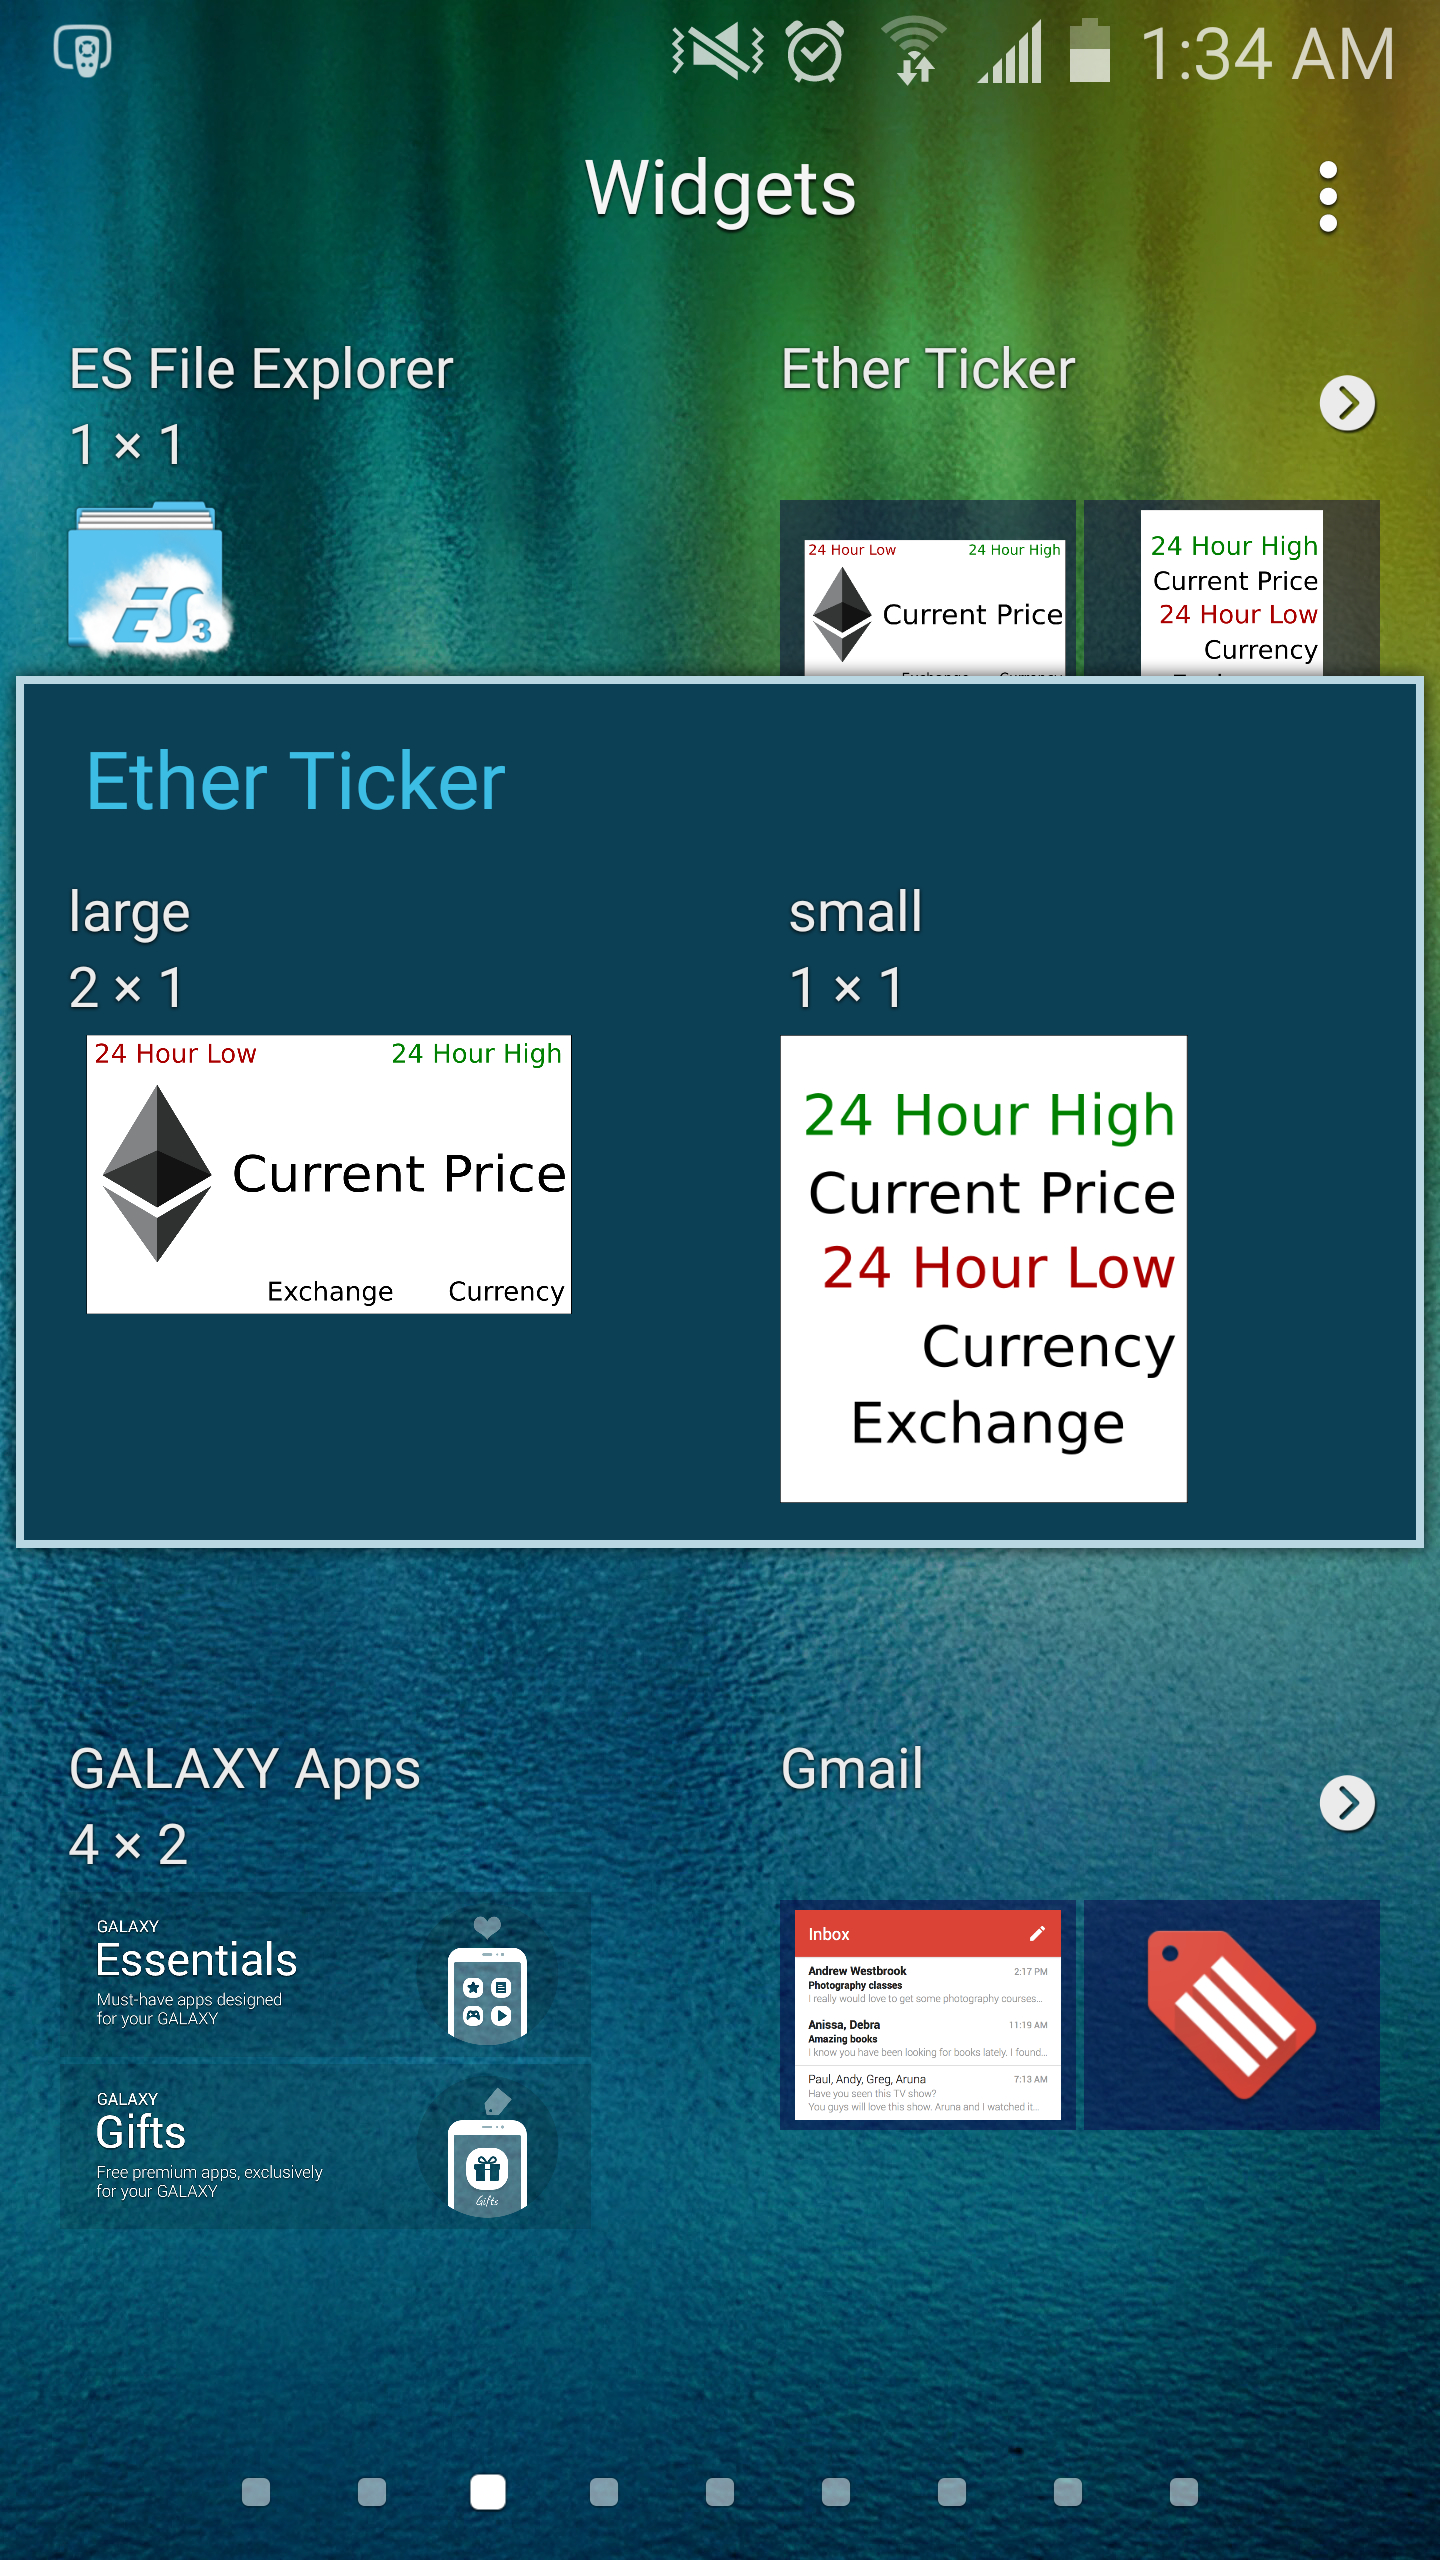 1:34 AM
Widgets
ES File Explorer
1 × 1
ES3
Ether Ticker
24 Hour Low
24 Hour High
Current Price
24 Hour High
Current Price
24 Hour Low
Currency
Ether Ticker
large
2 × 1
24 Hour Low
24 Hour High
Current Price
Exchange
Currency
small
1 × 1
24 Hour High
Current Price
24 Hour Low
Currency
Exchange
GALAXY Apps
4 × 2
GALAXY
Essentials
Must-have apps designed
for your GALAXY
GALAXY
Gifts
Free premium apps, exclusively
for your GALAXY
Gifts
Gmail
Inbox
Andrew Westbrook 2:17 PM
Photography classes
I really would love to get some photography courses...
Anissa, Debra 11:19 AM
Amazing books
I know you have been looking for books lately, I found...
Paul, Andy, Greg, Aruna 7:13 AM
Have you seen this TV show?
You guys will love this show. Aruna and I watched it...